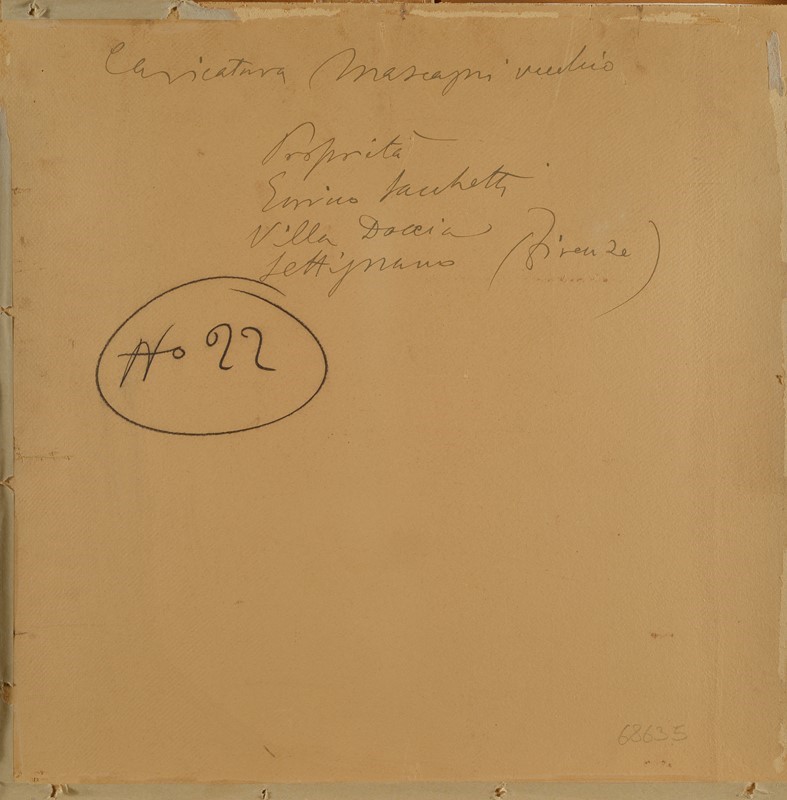 Caricatura Mascagni vecchio
Proprietà
Enrico Sacchetti
Villa Doccia
Settignano (Firenze)
No 22
68635